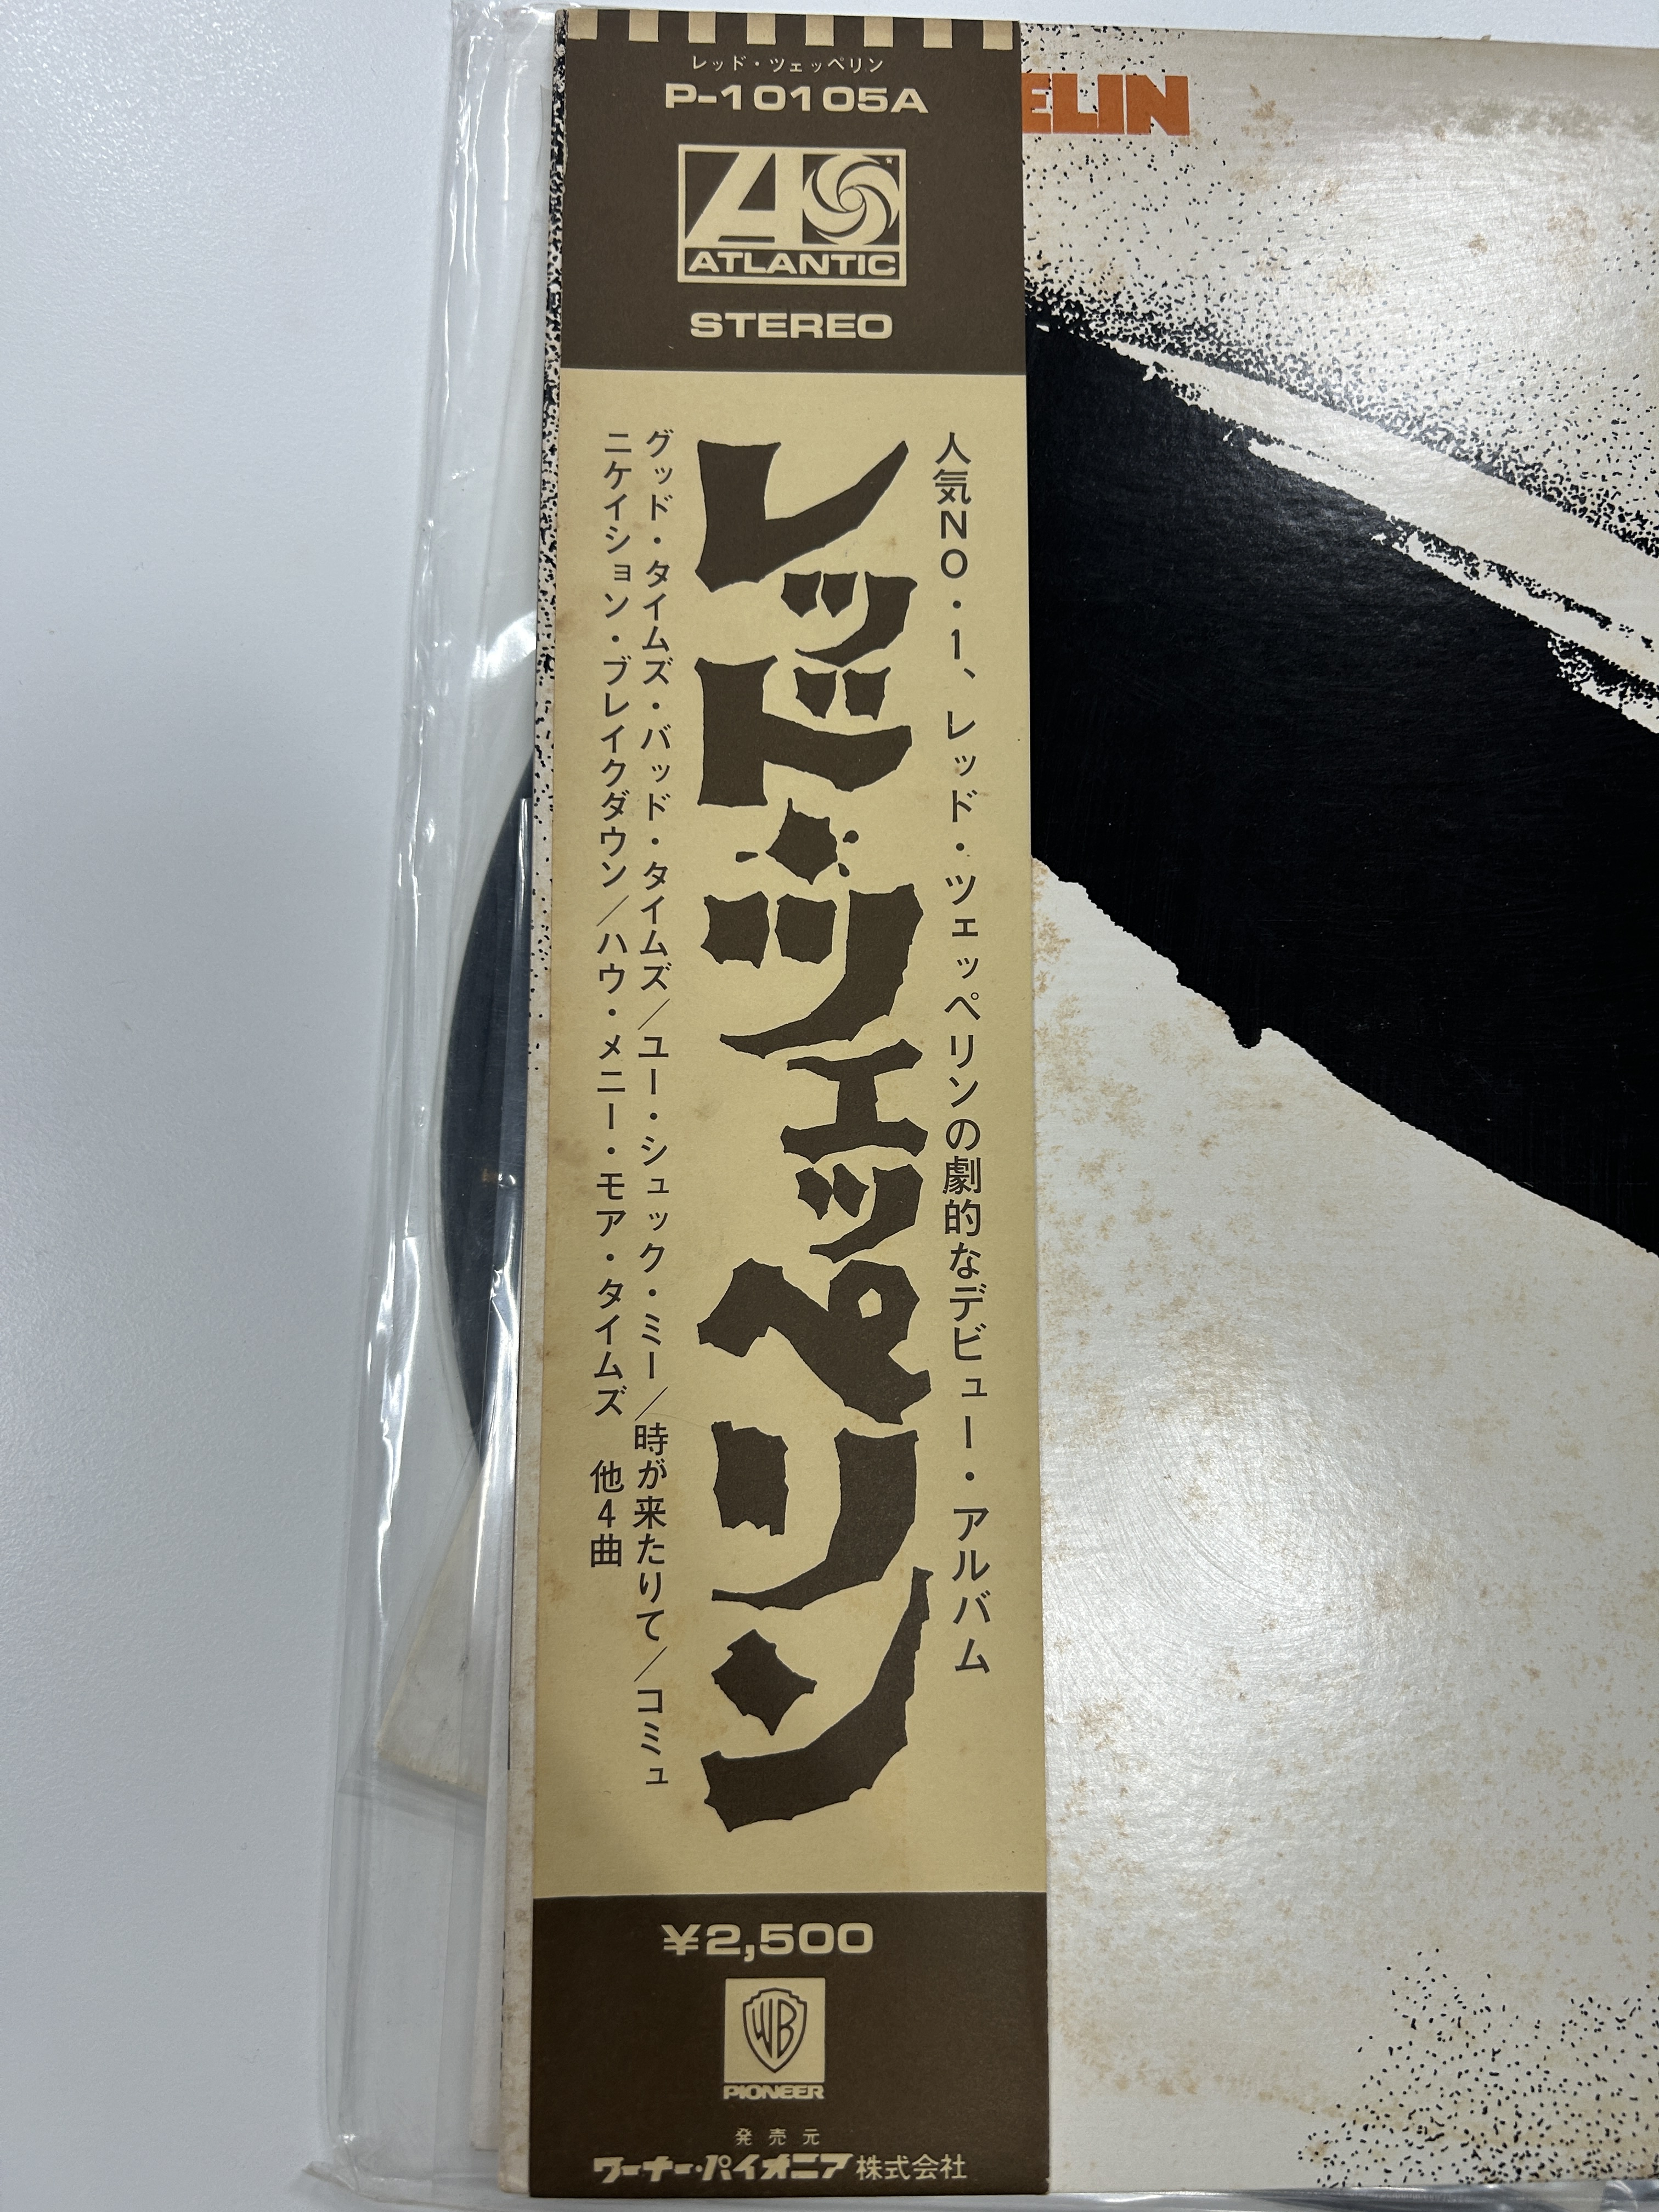 レッド・ツェッペリン
P-10105A
ATLANTIC
STEREO
ELIN
人気NO・1、レッド・ツェッペリンの劇的なデビュー・アルバム
レッド・ツェッペリン
グッド・タイムズ・バッド・タイムズ／ユー・シュック・ミー／時が来たりて／コミュ
ニケイション・ブレイクダウン／ハウ・メニー・モア・タイムズ 他4曲
¥2,500
WB
PIONEER
発売元
ワーナー・パイオニア株式会社